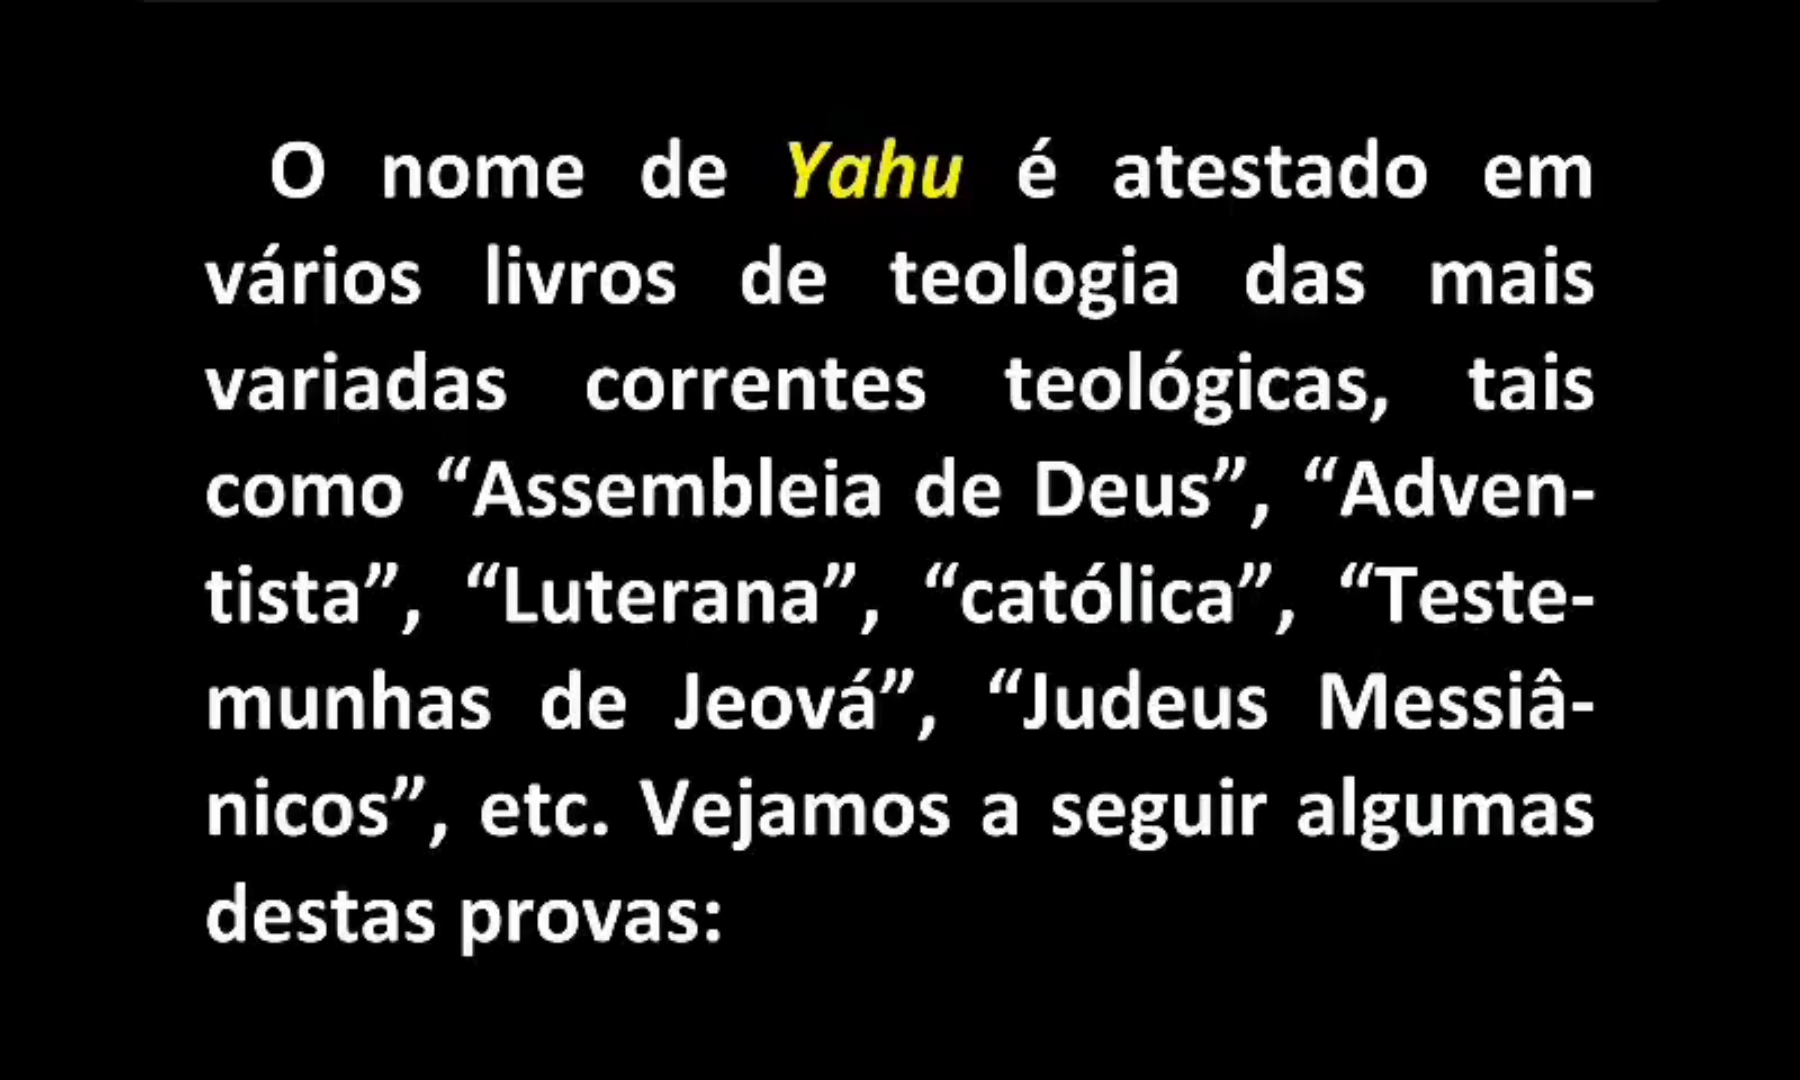 O nome de Yahu é atestado em
vários livros de teologia das mais
variadas correntes teológicas, tais
como “Assembleia de Deus”, “Adven-
tista”, “Luterana”, “católica”, “Teste-
munhas de Jeová”, “Judeus Messiâ-
nicos”, etc. Vejamos a seguir algumas
destas provas: